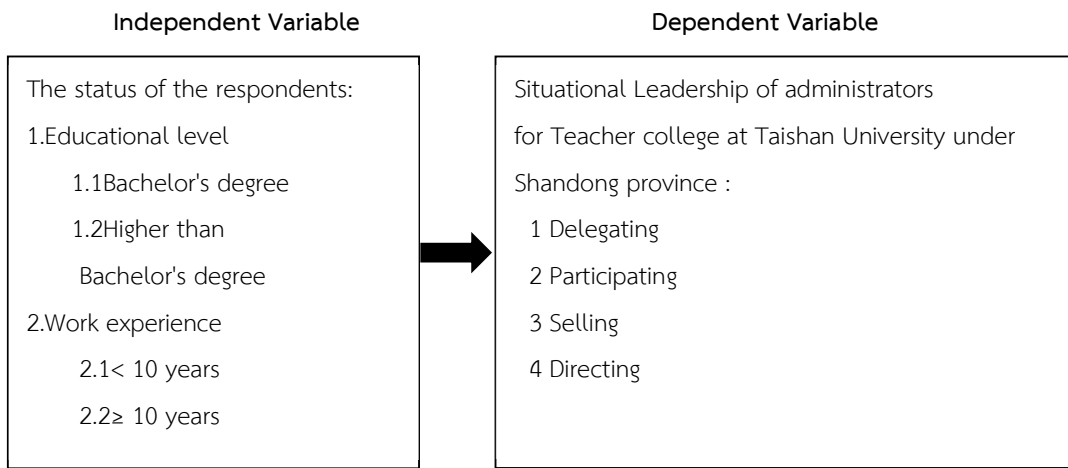 Independent Variable
Dependent Variable
The status of the respondents:
1.Educational level
1.1Bachelor's degree
1.2Higher than
Bachelor's degree
2.Work experience
2.1< 10 years
2.2≥ 10 years
Situational Leadership of administrators
for Teacher college at Taishan University under
Shandong province :
1 Delegating
2 Participating
3 Selling
4 Directing